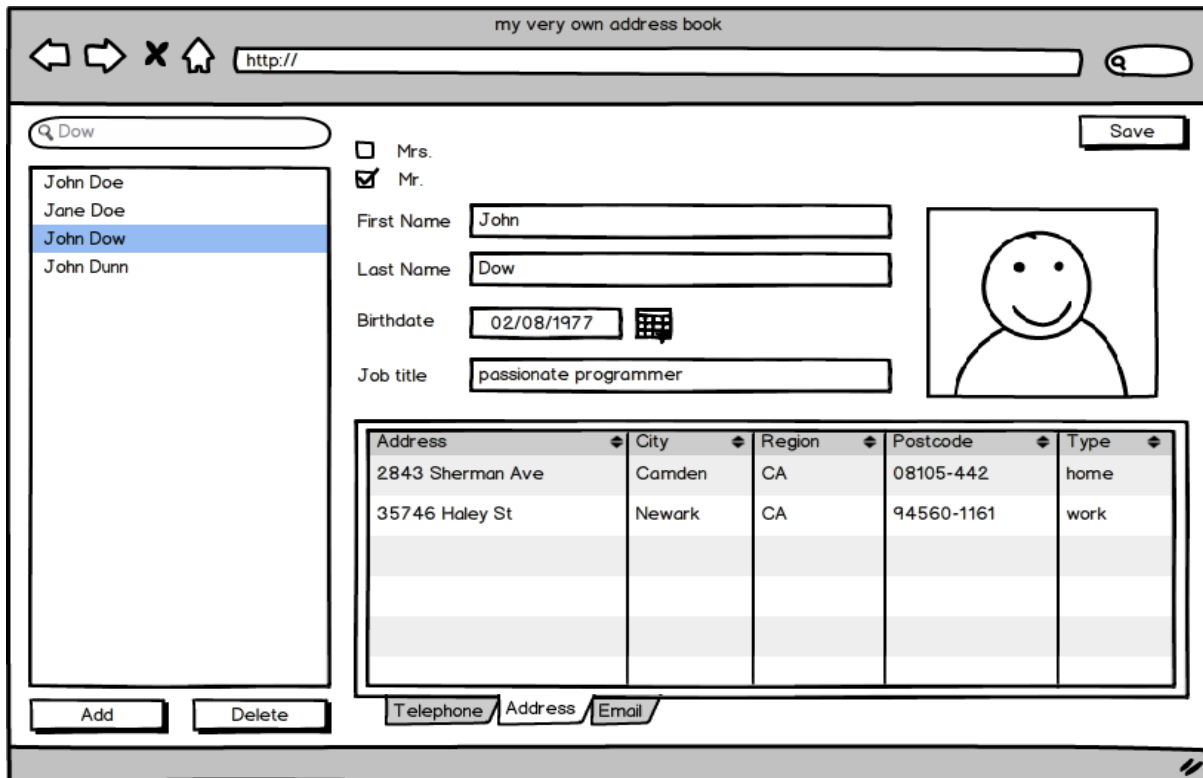 my very own address book
http://
Dow
John Doe
Jane Doe
John Dow
John Dunn
Add
Delete
Save
Mrs.
Mr.
First Name John
Last Name Dow
Birthdate 02/08/1977
Job title passionate programmer
Address City Region Postcode Type
2843 Sherman Ave Camden CA 08105-442 home
35746 Haley St Newark CA 94560-1161 work
Telephone Address Email